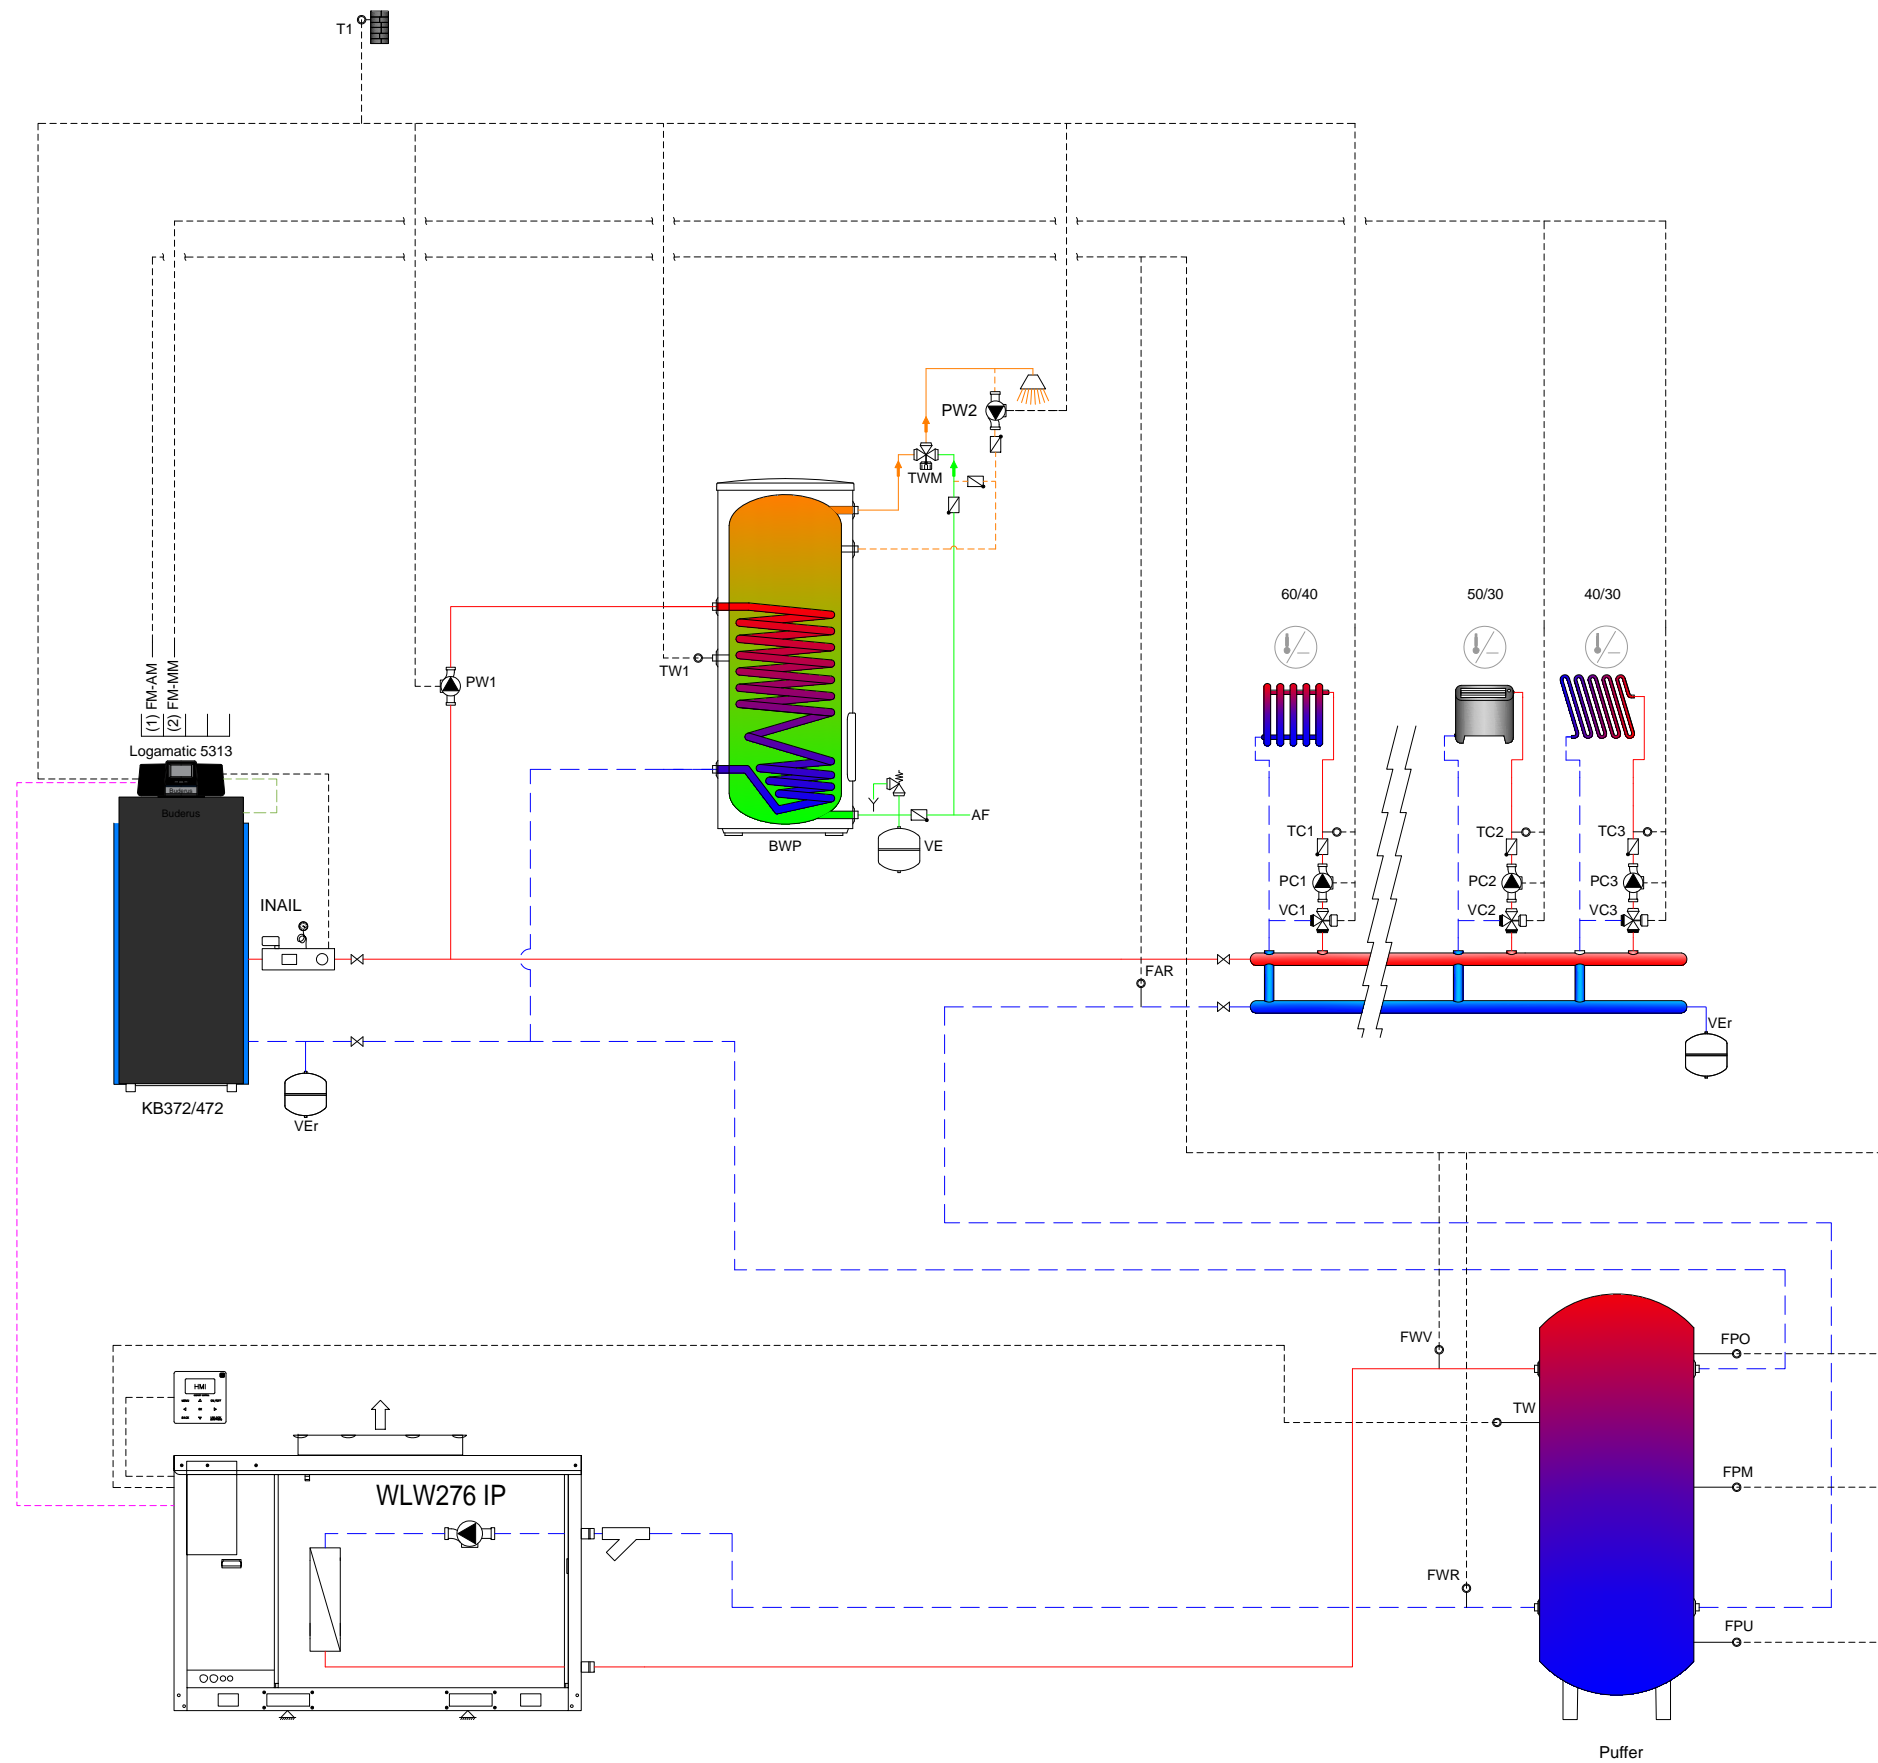 T1
PW2
TWM
60/40
50/30
40/30
TW1
PW1
(1) FM-AM
(2) FM-MM
Logamatic 5313
Buderus
Buderus
AF
BWP
VE
TC1
TC2
TC3
PC1
PC2
PC3
VC1
VC2
VC3
INAIL
FAR
VEr
KB372/472
VEr
FWV
FPO
HMI
TW
WLW276 IP
FPM
FWR
FPU
Puffer